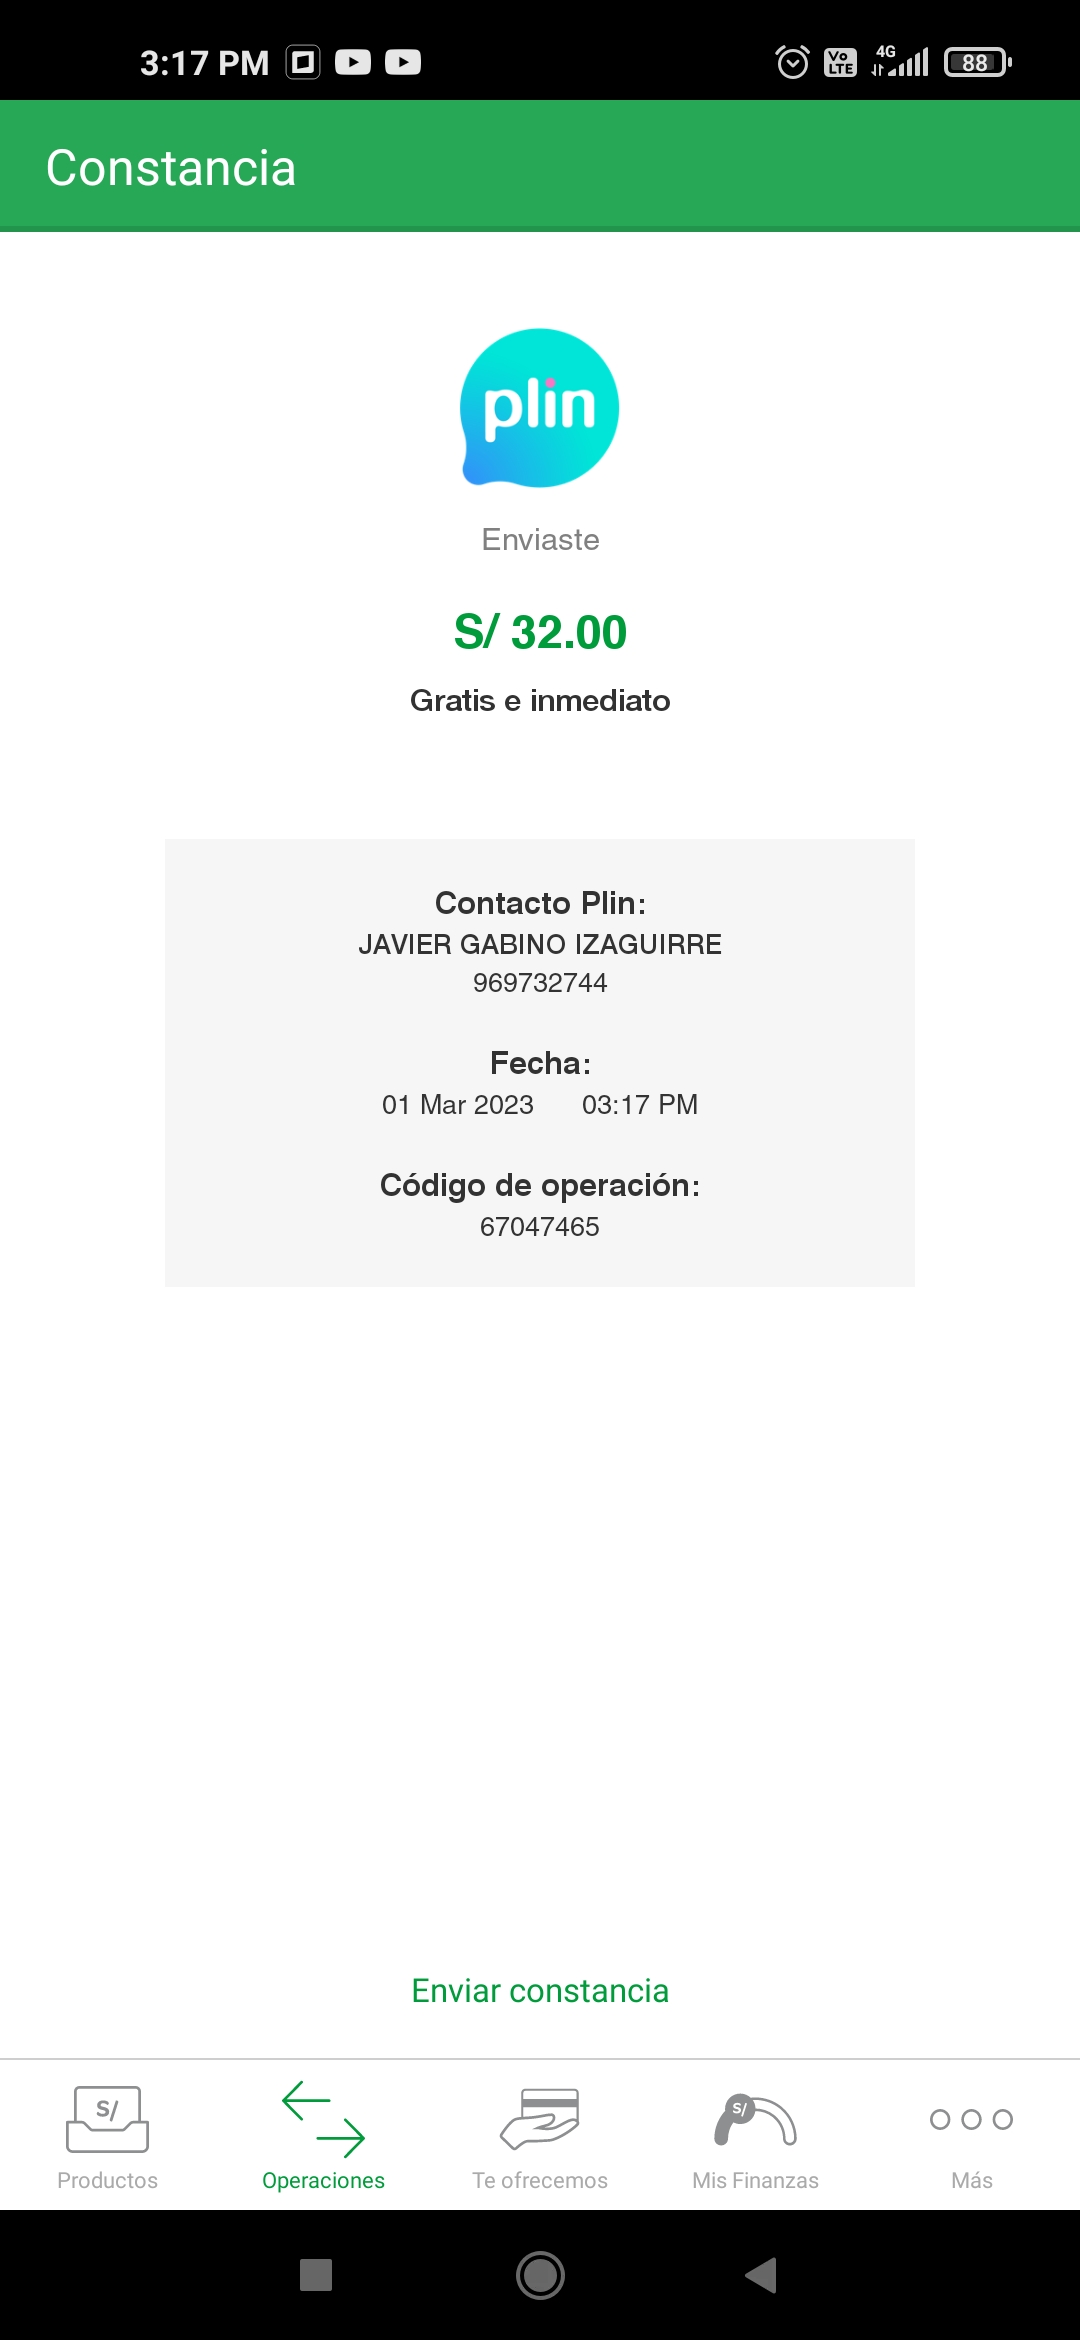 3:17 PM
Vo LTE
4G
88
Constancia
plin
Enviaste
S/ 32.00
Gratis e inmediato
Contacto Plin:
JAVIER GABINO IZAGUIRRE
969732744
Fecha:
01 Mar 2023 03:17 PM
Código de operación:
67047465
Enviar constancia
S/
S/
Productos Operaciones Te ofrecemos Mis Finanzas Más